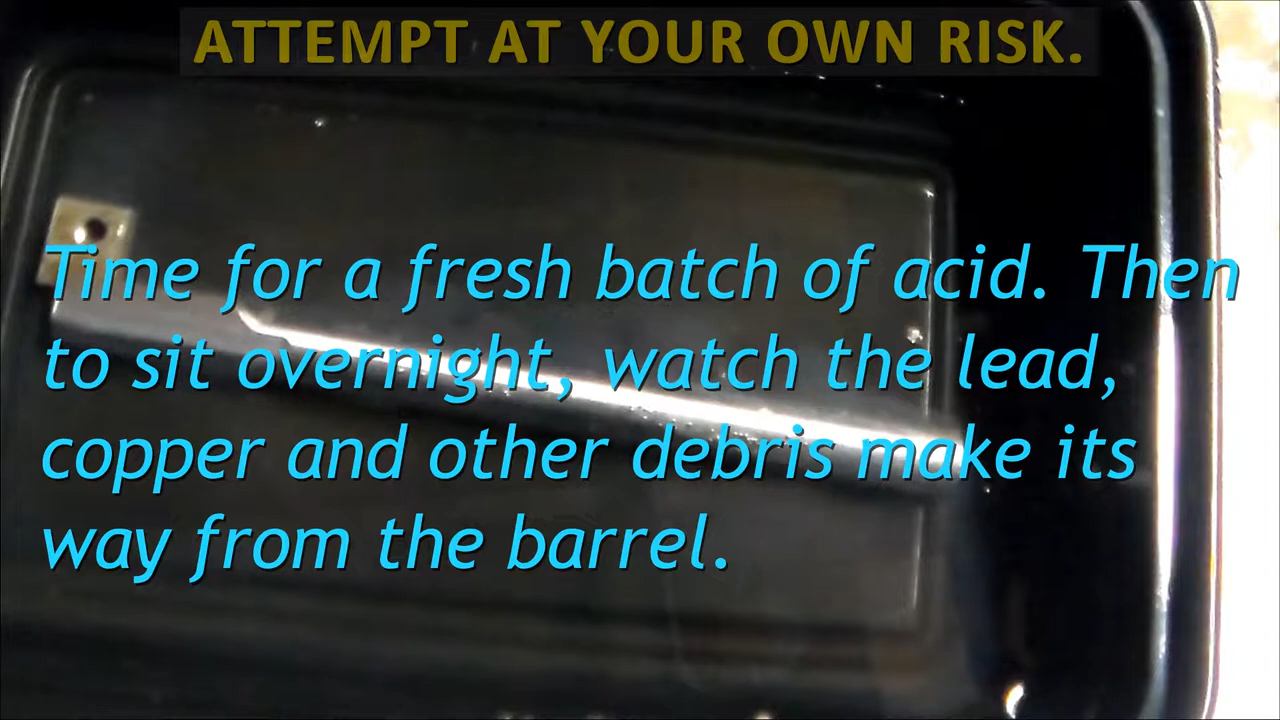 ATTEMPT AT YOUR OWN RISK.
Time for a fresh batch of acid. Then
to sit overnight, watch the lead,
copper and other debris make its
way from the barrel.